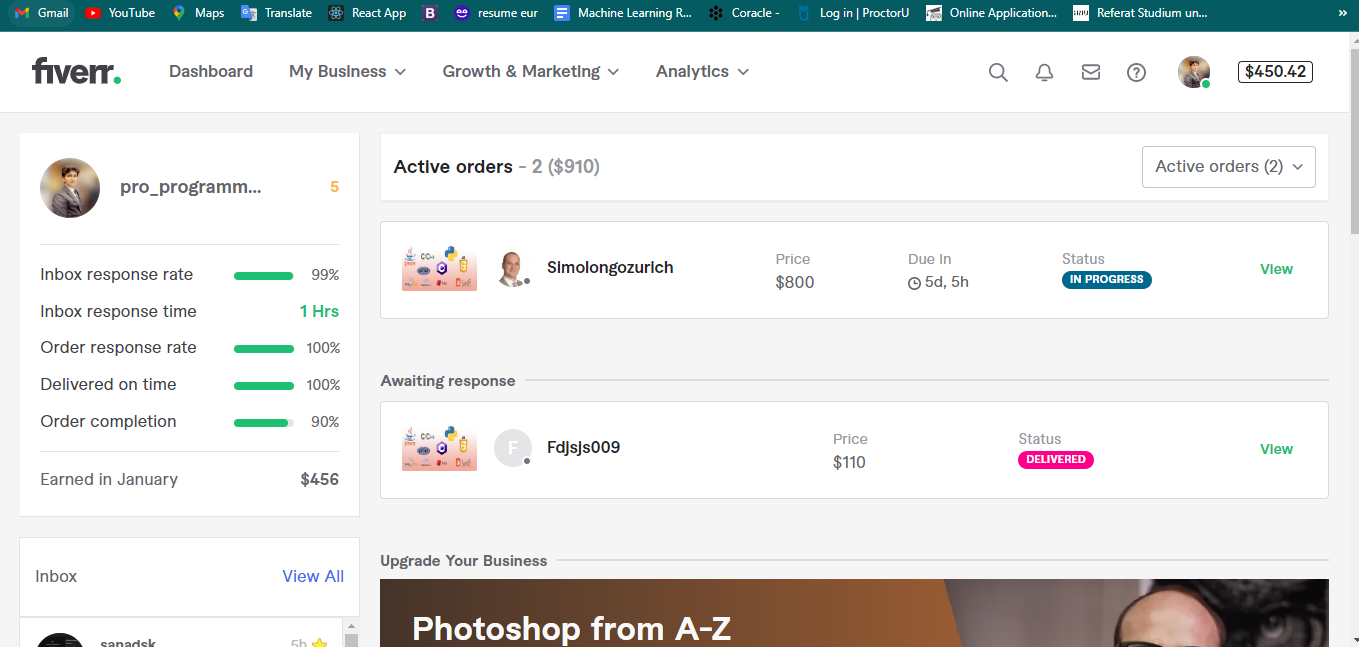 Gmail YouTube Maps Translate React App resume eur Machine Learning R... Coracle - Log in | ProctorU Online Application... Referat Studium un... »
fiverr. Dashboard My Business Growth & Marketing Analytics $450.42
pro_programm... 5
Inbox response rate 99%
Inbox response time 1 Hrs
Order response rate 100%
Delivered on time 100%
Order completion 90%
Earned in January $456
Inbox View All
sanadsk 5h
Active orders - 2 ($910) Active orders (2)
Simolongozurich
Price
$800
Due In
5d, 5h
Status
IN PROGRESS
View
Awaiting response
F
Fdjsjs009
Price
$110
Status
DELIVERED
View
Upgrade Your Business
Photoshop from A-Z